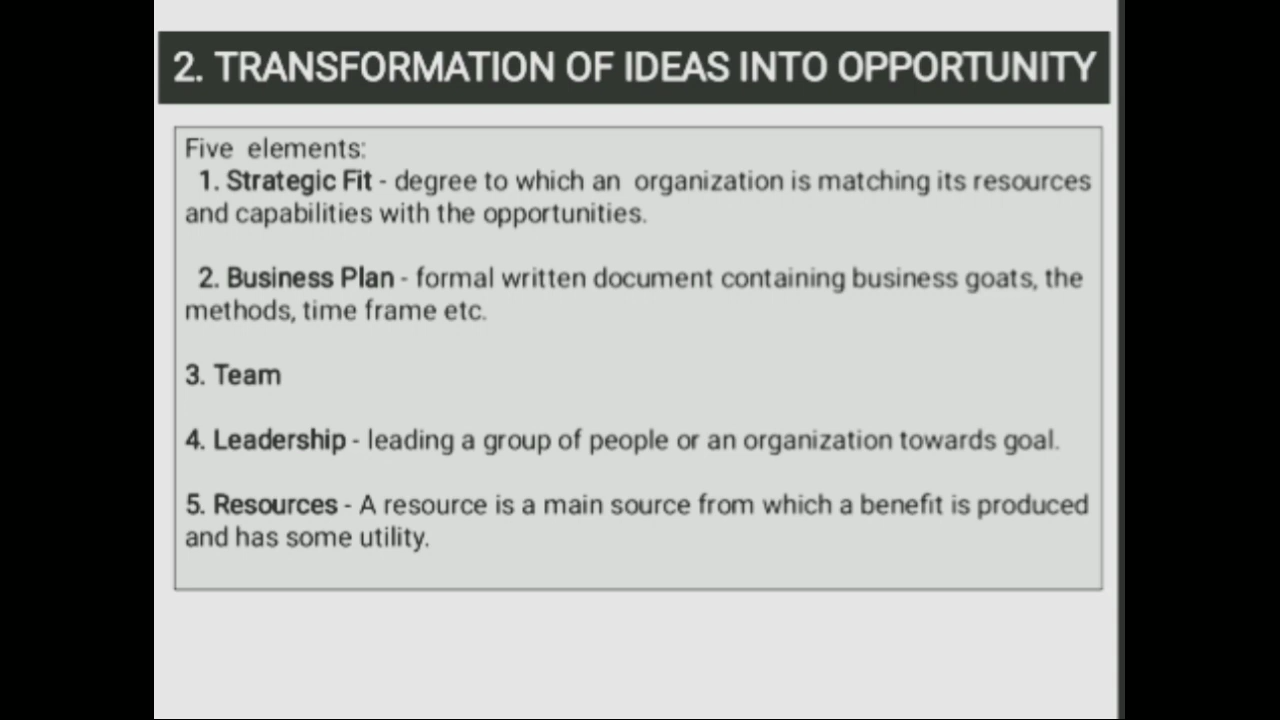 2. TRANSFORMATION OF IDEAS INTO OPPORTUNITY
Five elements:
1. Strategic Fit - degree to which an organization is matching its resources
and capabilities with the opportunities.
2. Business Plan - formal written document containing business goats, the
methods, time frame etc.
3. Team
4. Leadership - leading a group of people or an organization towards goal.
5. Resources - A resource is a main source from which a benefit is produced
and has some utility.